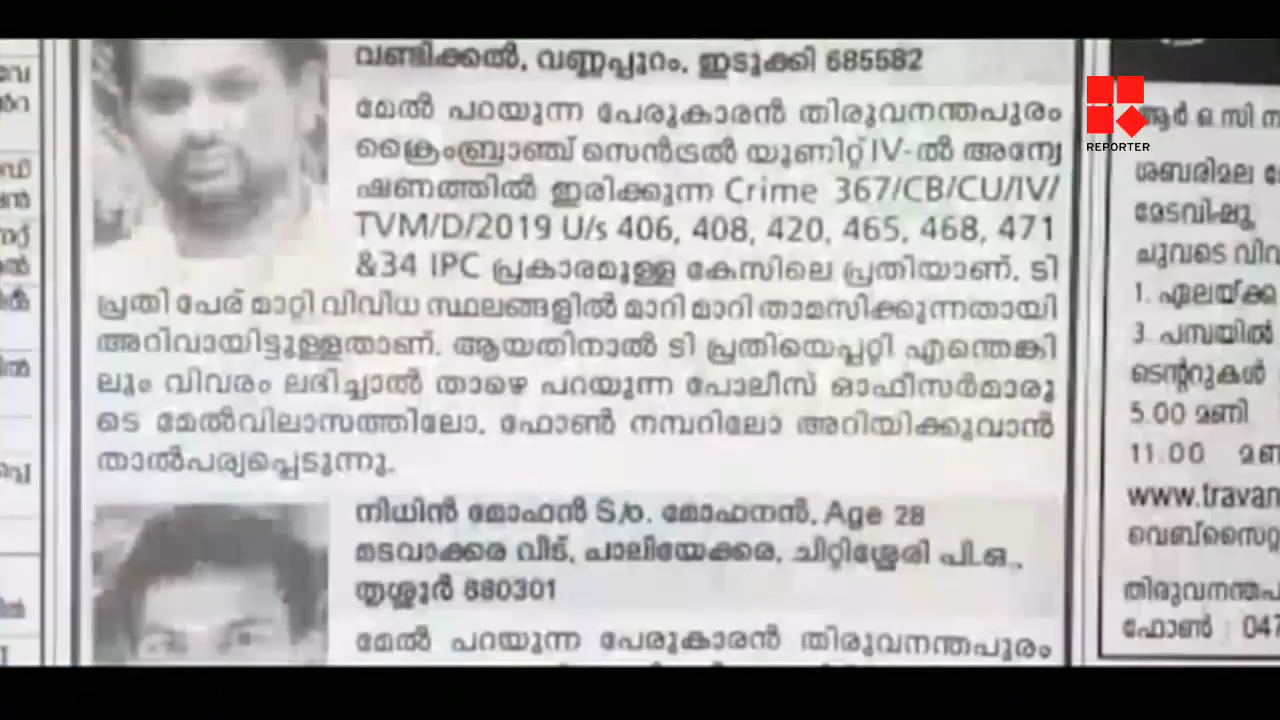 വണ്ടിക്കൽ, വണ്ണപ്പുറം, ഇടുക്കി 685582
മേൽ പറയുന്ന പേരുകാരൻ തിരുവനന്തപുരം
ക്രൈംബ്രാഞ്ച് സെൻട്രൽ യൂണിറ്റ് IV-ൽ അന്വേ
ഷണത്തിൽ ഇരിക്കുന്ന Crime 367/CB/CU/IV/
TVM/D/2019 U/s 406, 408, 420, 465, 468, 471
&34 IPC പ്രകാരമുള്ള കേസിലെ പ്രതിയാണ്. ടി
പ്രതി പേര് മാറ്റി വിവിധ സ്ഥലങ്ങളിൽ മാറി മാറി താമസിക്കുന്നതായി
അറിവായിട്ടുള്ളതാണ്. ആയതിനാൽ ടി പ്രതിയെപ്പറ്റി എന്തെങ്കി
ലും വിവരം ലഭിച്ചാൽ താഴെ പറയുന്ന പോലീസ് ഓഫീസർമാരു
ടെ മേൽവിലാസത്തിലോ, ഫോൺ നമ്പറിലോ അറിയിക്കുവാൻ
താൽപര്യപ്പെടുന്നു.
നിധിൻ മോഹൻ S/o. മോഹനൻ, Age 28
മടവാക്കര വീട്, പാലിയേക്കര, ചിറ്റിശ്ശേരി പി.ഒ.,
തൃശ്ശൂർ 680301
മേൽ പറയുന്ന പേരുകാരൻ തിരുവനന്തപുരം
REPORTER
ആർ ഒ സി
ശബരിമല
മേടവിഷു
ചുവടെ
1. ഏലയ്ക്ക
3. പമ്പയിൽ
ടെന്ററുകൾ
5.00 മണി
11.00
www.travan
വെബ്സൈറ്റ
തിരുവനന്തപ
ഫോൺ : 047